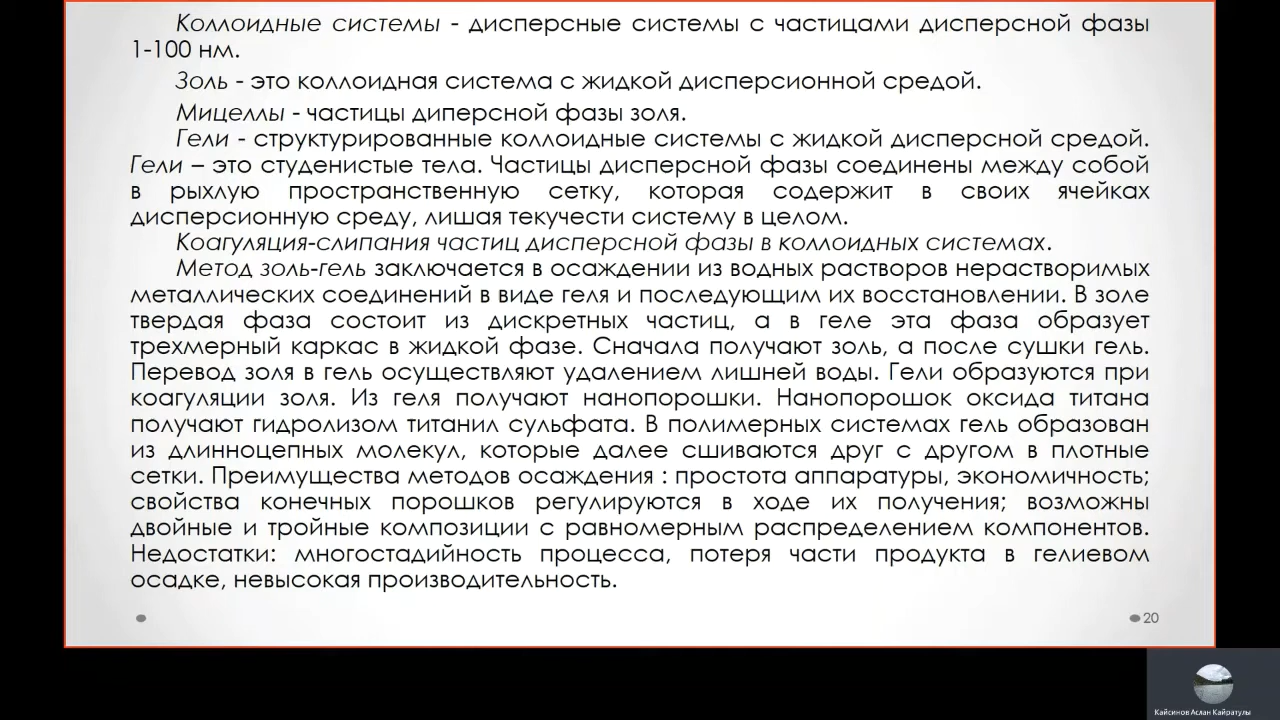 Коллоидные системы - дисперсные системы с частицами дисперсной фазы
1-100 нм.
Золь - это коллоидная система с жидкой дисперсионной средой.
Мицеллы - частицы диперсной фазы золя.
Гели - структурированные коллоидные системы с жидкой дисперсной средой.
Гели – это студенистые тела. Частицы дисперсной фазы соединены между собой
в рыхлую пространственную сетку, которая содержит в своих ячейках
дисперсионную среду, лишая текучести систему в целом.
Коагуляция-слипания частиц дисперсной фазы в коллоидных системах.
Метод золь-гель заключается в осаждении из водных растворов нерастворимых
металлических соединений в виде геля и последующим их восстановлении. В золе
твердая фаза состоит из дискретных частиц, а в геле эта фаза образует
трехмерный каркас в жидкой фазе. Сначала получают золь, а после сушки гель.
Перевод золя в гель осуществляют удалением лишней воды. Гели образуются при
коагуляции золя. Из геля получают нанопорошки. Нанопорошок оксида титана
получают гидролизом титанил сульфата. В полимерных системах гель образован
из длинноцепных молекул, которые далее сшиваются друг с другом в плотные
сетки. Преимущества методов осаждения : простота аппаратуры, экономичность;
свойства конечных порошков регулируются в ходе их получения; возможны
двойные и тройные композиции с равномерным распределением компонентов.
Недостатки: многостадийность процесса, потеря части продукта в гелиевом
осадке, невысокая производительность.
20
Кайсинов Аслан Кайратулы